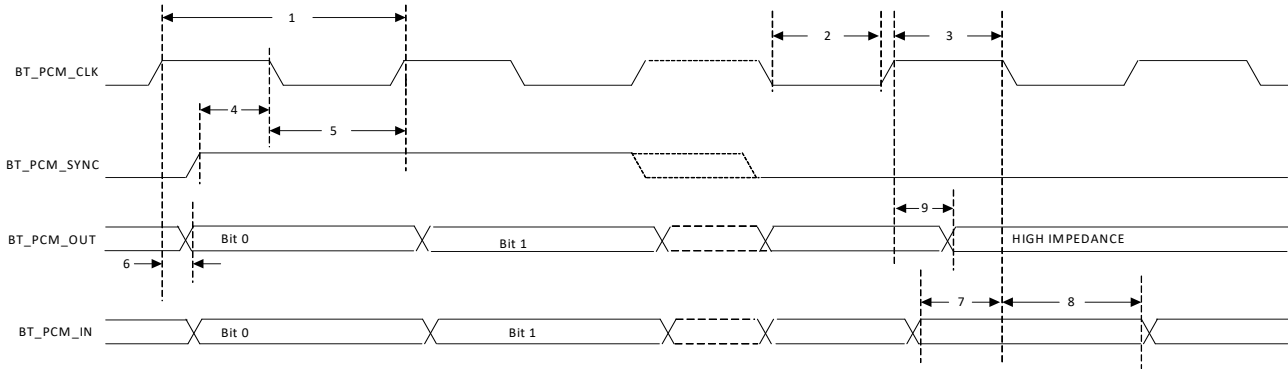 1
2
3
BT_PCM_CLK
4
5
BT_PCM_SYNC
9
BT_PCM_OUT
Bit 0
Bit 1
HIGH IMPEDANCE
6
7
8
BT_PCM_IN
Bit 0
Bit 1